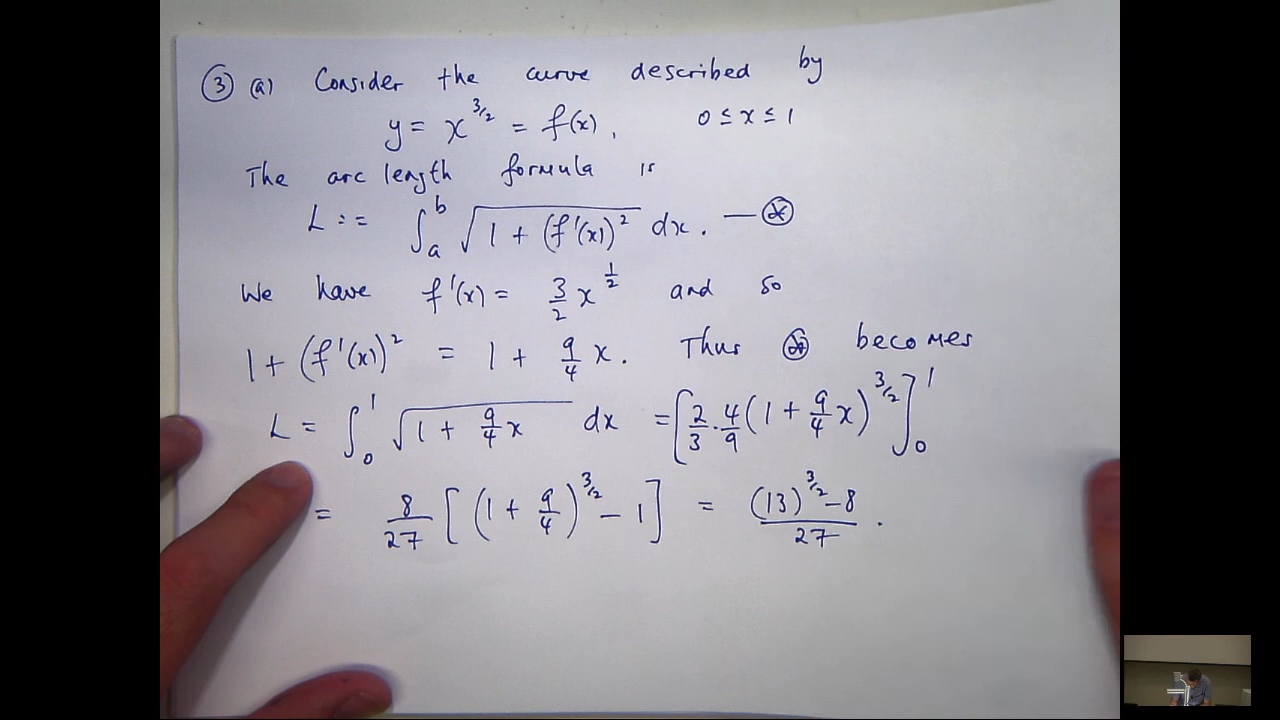 ③ (a) Consider the curve described by
y = x^{3/2} = f(x), 0 ≤ x ≤ 1
The arc length formula is
L := ∫_a^b √(1 + (f'(x))^2) dx. — ⊛
We have f'(x) = 3/2 x^{1/2} and so
1 + (f'(x))^2 = 1 + 9/4 x. Thus ⊛ becomes
L = ∫_0^1 √(1 + 9/4 x) dx = [2/3 · 4/9 (1 + 9/4 x)^{3/2}]_0^1
= 8/27 [(1 + 9/4)^{3/2} - 1] = ((13)^{3/2} - 8)/27.